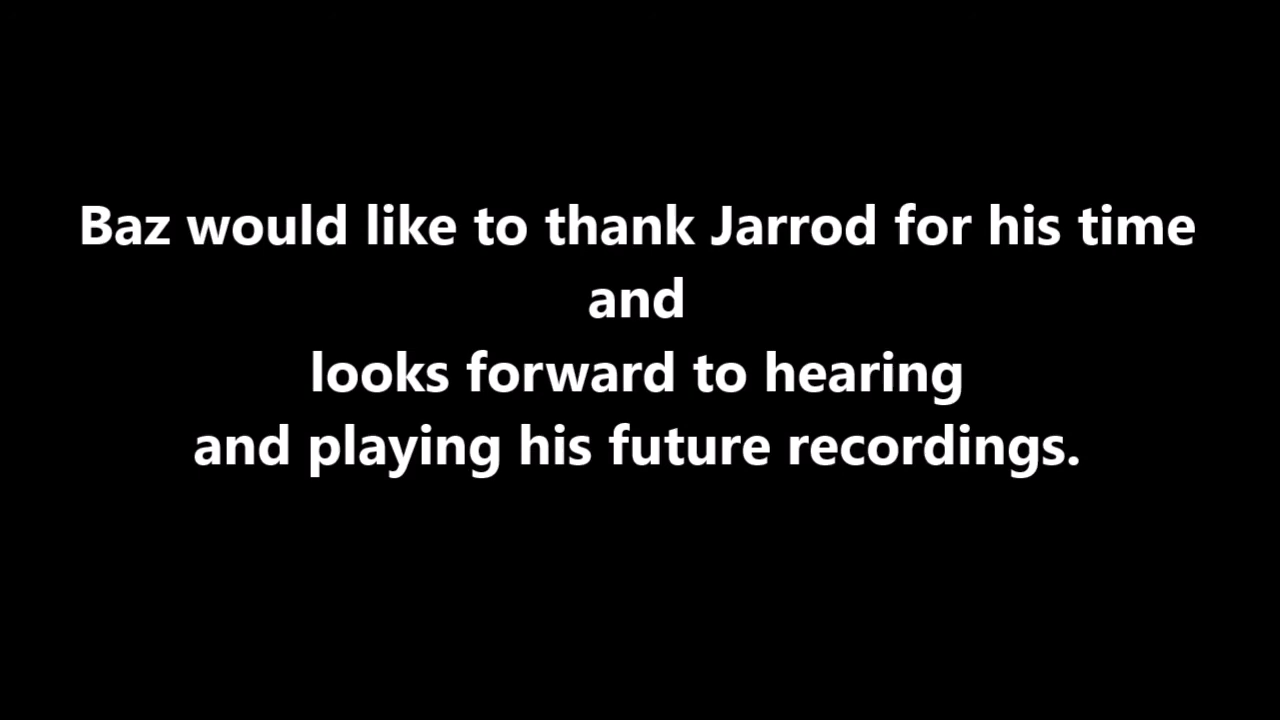 Baz would like to thank Jarrod for his time
and
looks forward to hearing
and playing his future recordings.